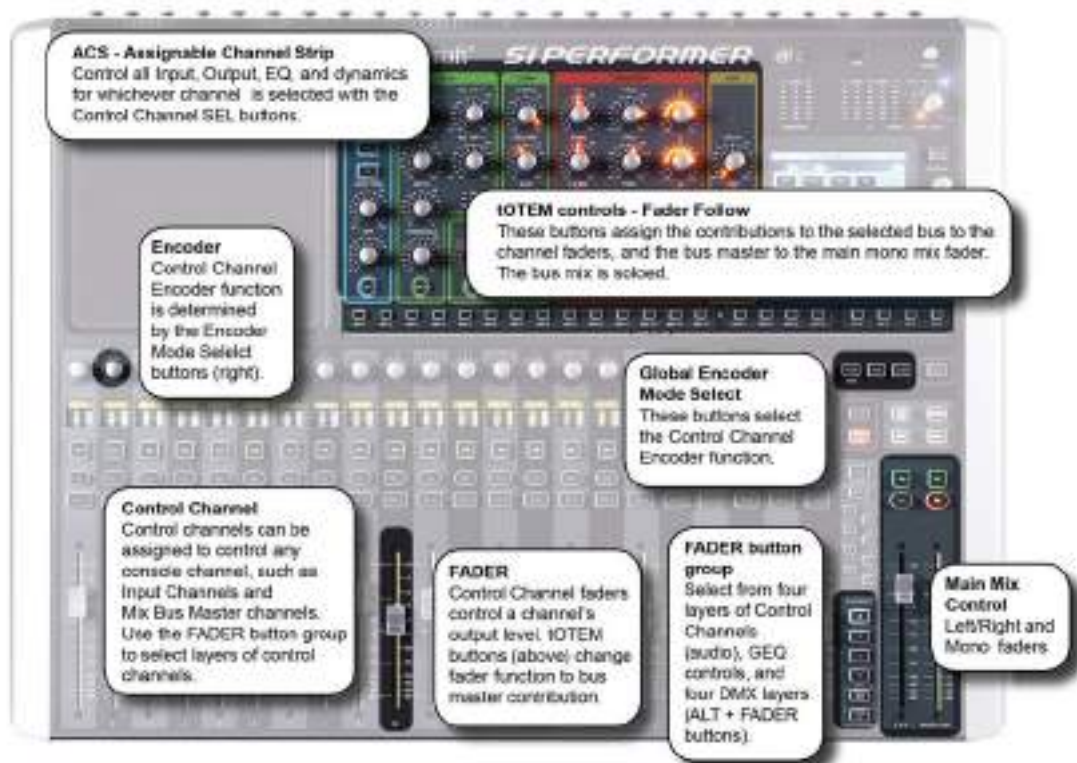 ACS - Assignable Channel Strip
Control all Input, Output, EQ, and dynamics
for whichever channel is selected with the
Control Channel SEL buttons.
SI PERFORMER
tOTEM controls - Fader Follow
These buttons assign the contributions to the selected bus to the
channel faders, and the bus master to the main mono mix fader.
The bus mix is soloed.
Encoder
Control Channel
Encoder function
is determined
by the Encoder
Mode Selelct
buttons (right).
Global Encoder
Mode Select
These buttons select
the Control Channel
Encoder function.
Control Channel
Control channels can be
assigned to control any
console channel, such as
Input Channels and
Mix Bus Master channels.
Use the FADER button group
to select layers of control
channels.
FADER
Control Channel faders
control a channel's
output level. tOTEM
buttons (above) change
fader function to bus
master contribution
FADER button
group
Select from four
layers of Control
Channels
(audio), GEQ
controls, and
four DMX layers
(ALT + FADER
buttons).
Main Mix
Control
Left/Right and
Mono faders